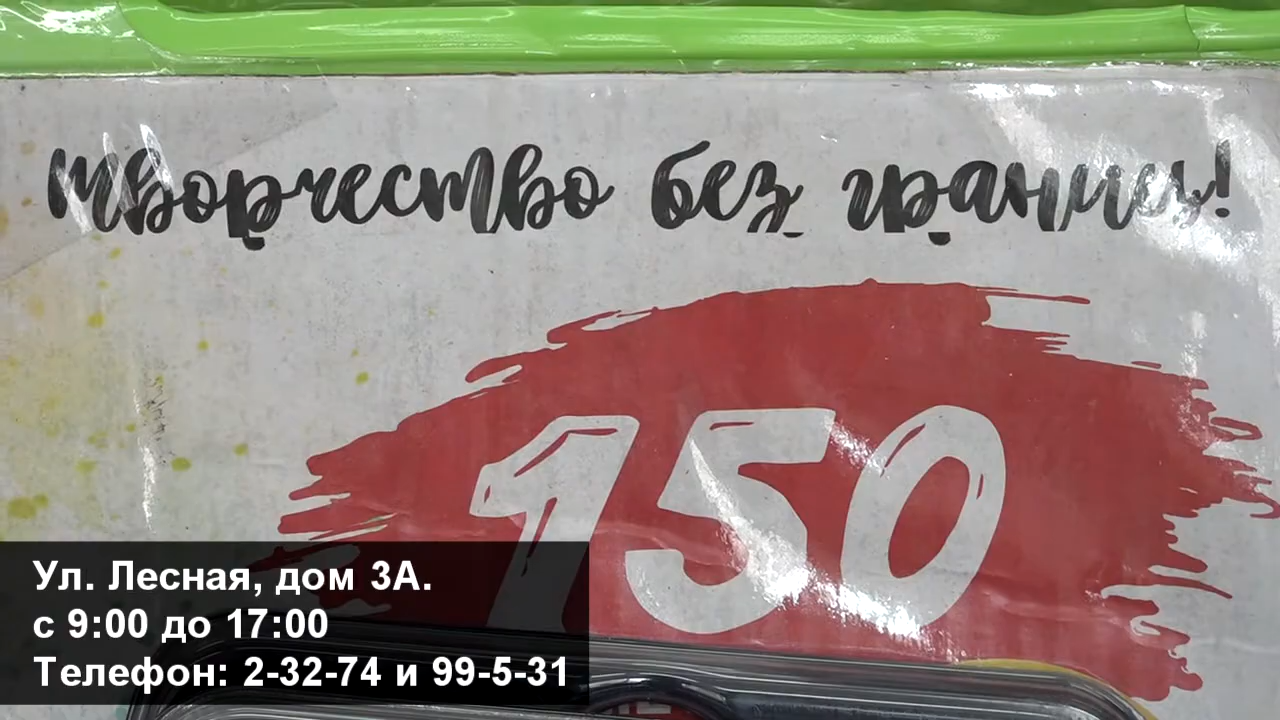 творчество без границ!
150
Ул. Лесная, дом 3А.
с 9:00 до 17:00
Телефон: 2-32-74 и 99-5-31